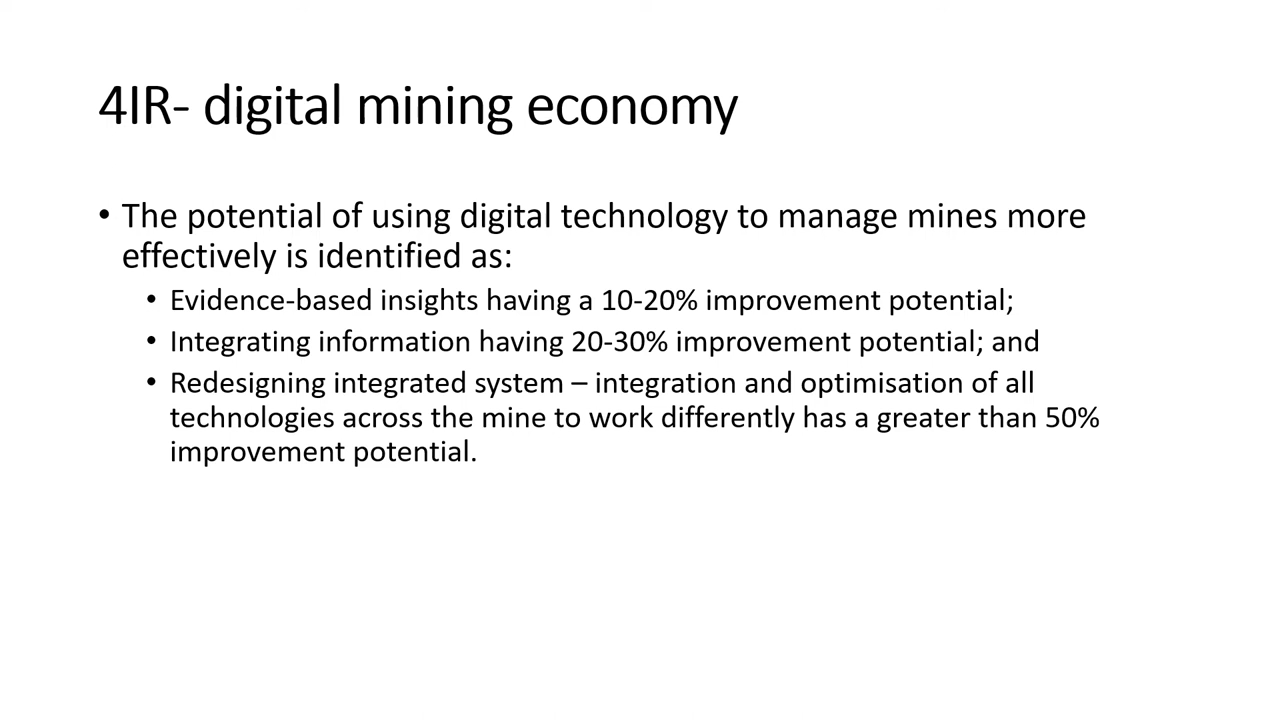 4IR- digital mining economy
• The potential of using digital technology to manage mines more
effectively is identified as:
• Evidence-based insights having a 10-20% improvement potential;
• Integrating information having 20-30% improvement potential; and
• Redesigning integrated system – integration and optimisation of all
technologies across the mine to work differently has a greater than 50%
improvement potential.